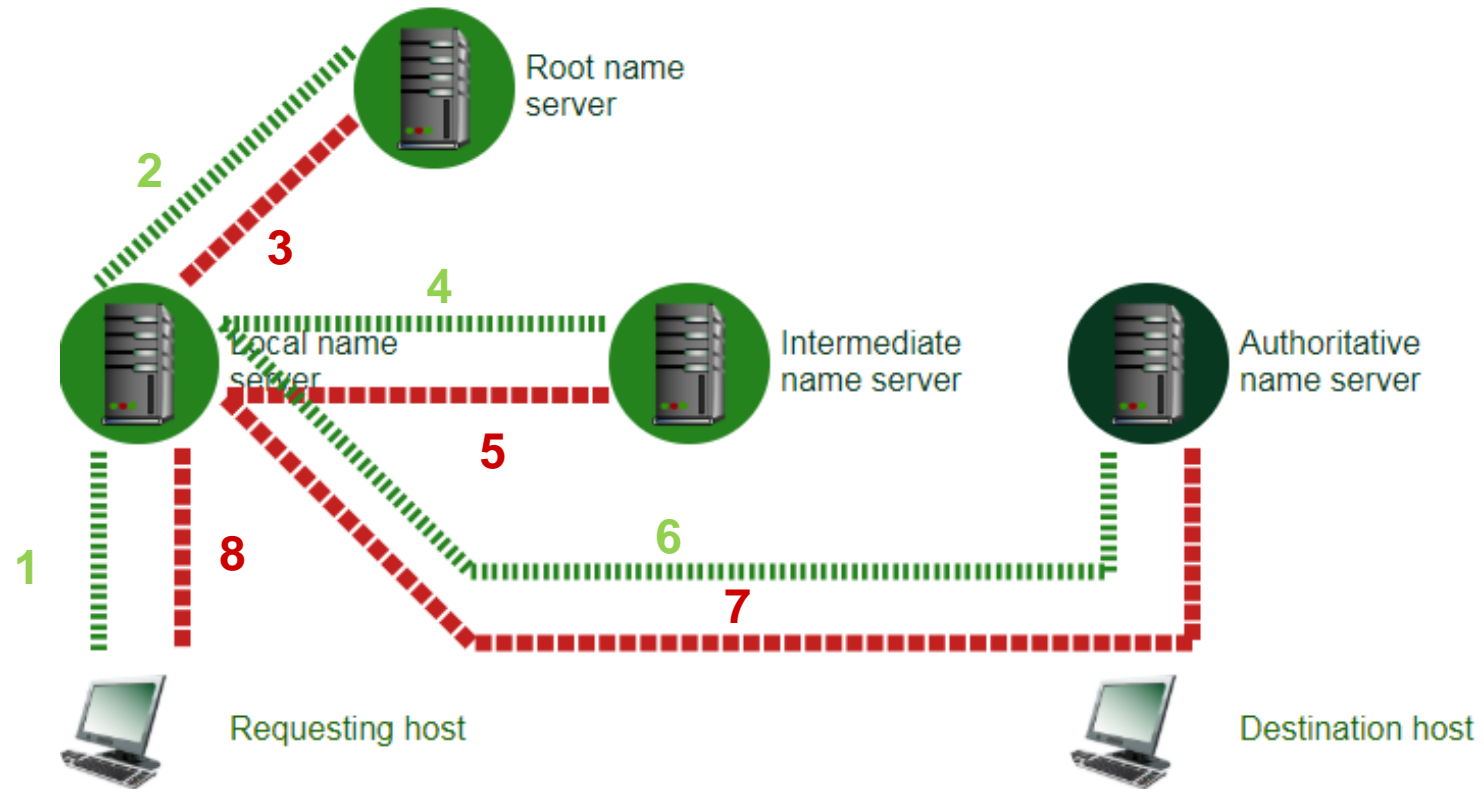 Root name
server
2
3
4
Local name
server
Intermediate
name server
Authoritative
name server
5
1
8
6
7
Requesting host
Destination host